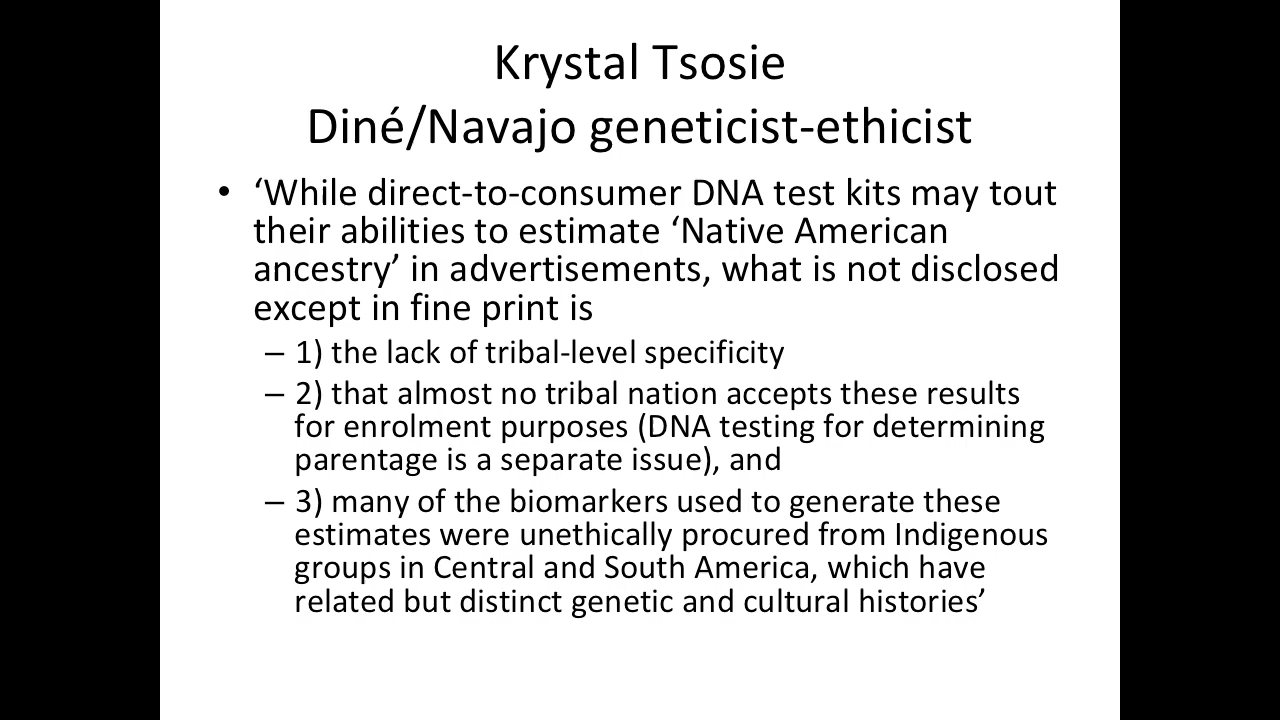 Krystal Tsosie
Diné/Navajo geneticist-ethicist
• ‘While direct-to-consumer DNA test kits may tout
their abilities to estimate ‘Native American
ancestry’ in advertisements, what is not disclosed
except in fine print is
– 1) the lack of tribal-level specificity
– 2) that almost no tribal nation accepts these results
for enrolment purposes (DNA testing for determining
parentage is a separate issue), and
– 3) many of the biomarkers used to generate these
estimates were unethically procured from Indigenous
groups in Central and South America, which have
related but distinct genetic and cultural histories’